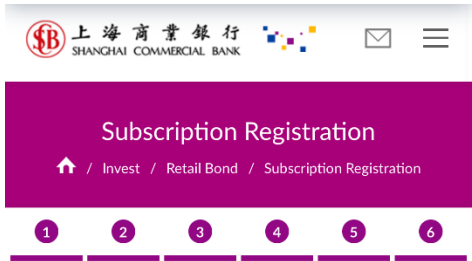 上海商業銀行
SHANGHAI COMMERCIAL BANK
Subscription Registration
/ Invest / Retail Bond / Subscription Registration
1 2 3 4 5 6